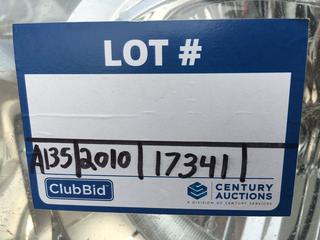 LOT #
A135 2010 17341
ClubBid
CENTURY AUCTIONS
A DIVISION OF CENTURY SERVICES